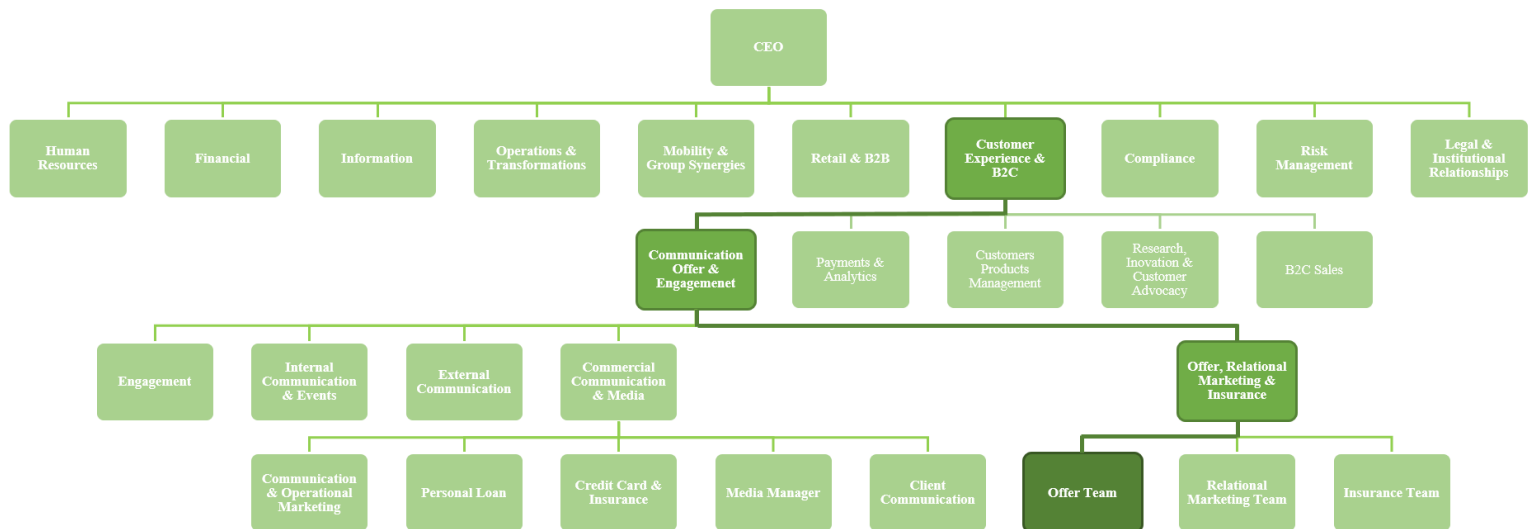 CEO
Human
Resources
Financial
Information
Operations &
Transformations
Mobility &
Group Synergies
Retail & B2B
Customer
Experience &
B2C
Compliance
Risk
Management
Legal &
Institutional
Relationships
Communication
Offer &
Engagemenet
Payments &
Analytics
Customers
Products
Management
Research,
Inovation &
Customer
Advocacy
B2C Sales
Engagement
Internal
Communication
& Events
External
Communication
Commercial
Communication
& Media
Offer, Relational
Marketing &
Insurance
Communication
& Operational
Marketing
Personal Loan
Credit Card &
Insurance
Media Manager
Client
Communication
Offer Team
Relational
Marketing Team
Insurance Team